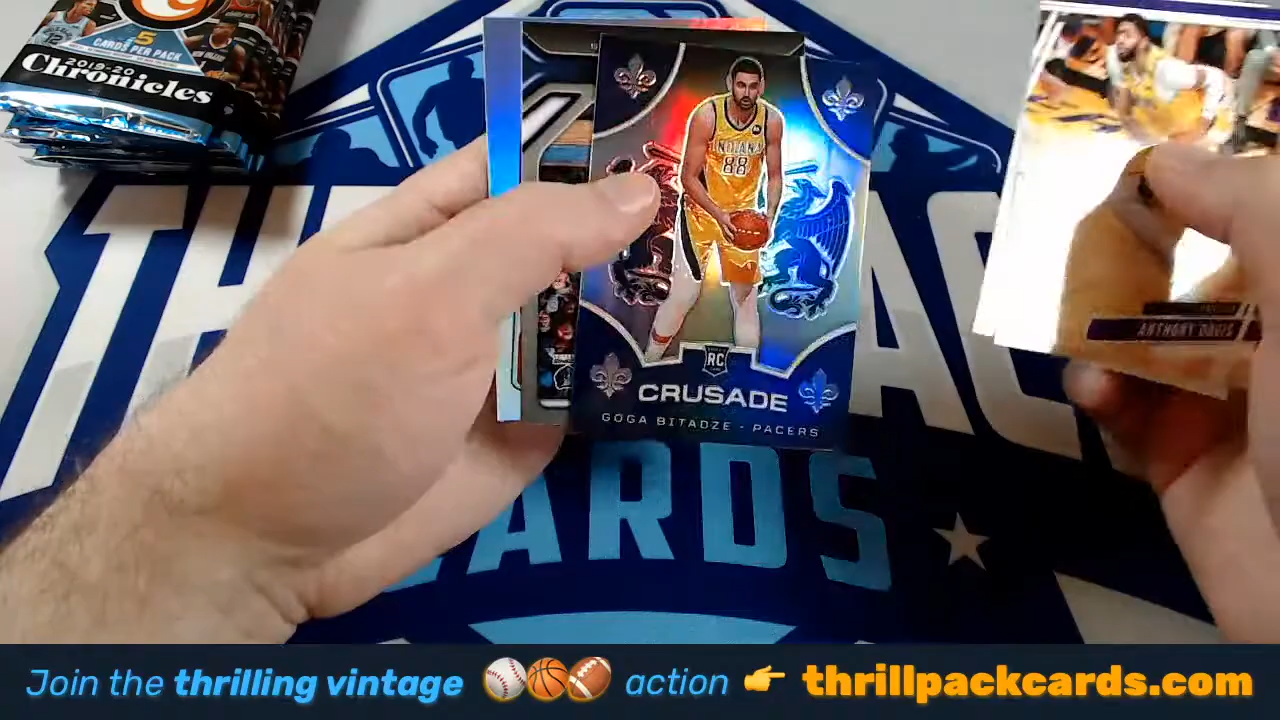 5
CARDS PER PACK
2019-20
Chronicles
INDIANA
88
RC
CRUSADE
GOGA BITADZE - PACERS
ANTHONY DAVIS
CARDS
Join the thrilling vintage action thrillpackcards.com